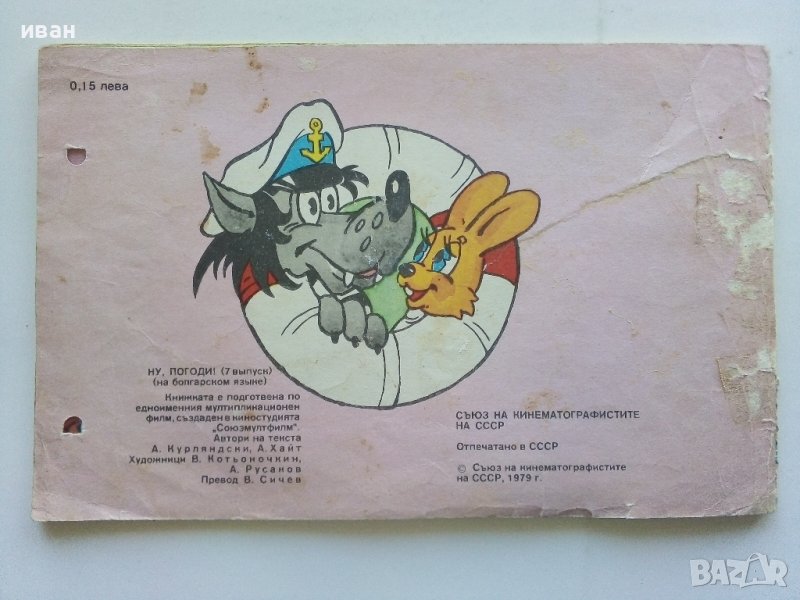 иван
0,15 лева
НУ, ПОГОДИ! (7 выпуск)
(на болгарском языке)
Книжката е подготвена по
едноименния мултипликационен
филм, създаден в киностудията
„Союзмултфилм".
Автори на текста
А. Курляндски, А. Хайт
Художници В. Котьоночкин,
А. Русанов
Превод В. Сичев
СЪЮЗ НА КИНЕМАТОГРАФИСТИТЕ
НА СССР
Отпечатано в СССР
© Съюз на кинематографистите
на СССР, 1979 г.
BAZAR